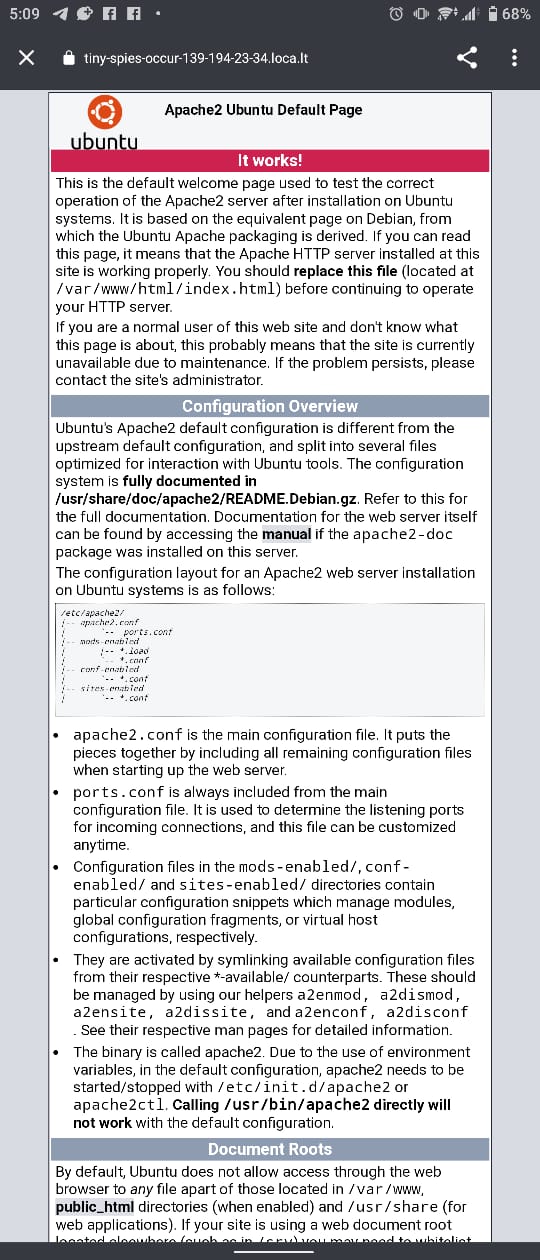 5:09
68%
tiny-spies-occur-139-194-23-34.loca.lt
ubuntu
Apache2 Ubuntu Default Page
It works!
This is the default welcome page used to test the correct
operation of the Apache2 server after installation on Ubuntu
systems. It is based on the equivalent page on Debian, from
which the Ubuntu Apache packaging is derived. If you can read
this page, it means that the Apache HTTP server installed at this
site is working properly. You should replace this file (located at
/var/www/html/index.html) before continuing to operate
your HTTP server.
If you are a normal user of this web site and don't know what
this page is about, this probably means that the site is currently
unavailable due to maintenance. If the problem persists, please
contact the site's administrator.
Configuration Overview
Ubuntu's Apache2 default configuration is different from the
upstream default configuration, and split into several files
optimized for interaction with Ubuntu tools. The configuration
system is fully documented in
/usr/share/doc/apache2/README.Debian.gz. Refer to this for
the full documentation. Documentation for the web server itself
can be found by accessing the manual if the apache2-doc
package was installed on this server.
The configuration layout for an Apache2 web server installation
on Ubuntu systems is as follows:
/etc/apache2/
|-- apache2.conf
|       `-- ports.conf
|-- mods-enabled
|       |-- *.load
|       `-- *.conf
|-- conf-enabled
|       `-- *.conf
|-- sites-enabled
|       `-- *.conf
• apache2.conf is the main configuration file. It puts the
pieces together by including all remaining configuration files
when starting up the web server.
• ports.conf is always included from the main
configuration file. It is used to determine the listening ports
for incoming connections, and this file can be customized
anytime.
• Configuration files in the mods-enabled/, conf-
enabled/ and sites-enabled/ directories contain
particular configuration snippets which manage modules,
global configuration fragments, or virtual host
configurations, respectively.
• They are activated by symlinking available configuration files
from their respective *-available/ counterparts. These should
be managed by using our helpers a2enmod, a2dismod,
a2ensite, a2dissite, and a2enconf, a2disconf
. See their respective man pages for detailed information.
• The binary is called apache2. Due to the use of environment
variables, in the default configuration, apache2 needs to be
started/stopped with /etc/init.d/apache2 or
apache2ctl. Calling /usr/bin/apache2 directly will
not work with the default configuration.
Document Roots
By default, Ubuntu does not allow access through the web
browser to any file apart of those located in /var/www,
public_html directories (when enabled) and /usr/share (for
web applications). If your site is using a web document root
located elsewhere (such as in /srv) you may need to whitelist